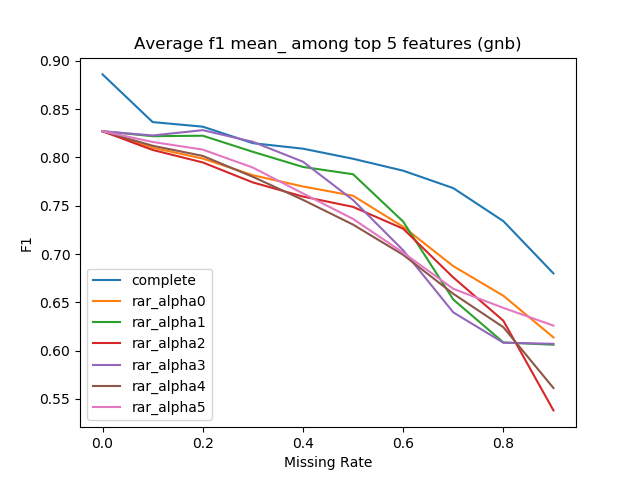 Average f1 mean_ among top 5 features (gnb)
0.90
0.85
0.80
0.75
0.70
0.65
0.60
0.55
F1
complete
rar_alpha0
rar_alpha1
rar_alpha2
rar_alpha3
rar_alpha4
rar_alpha5
0.0 0.2 0.4 0.6 0.8
Missing Rate